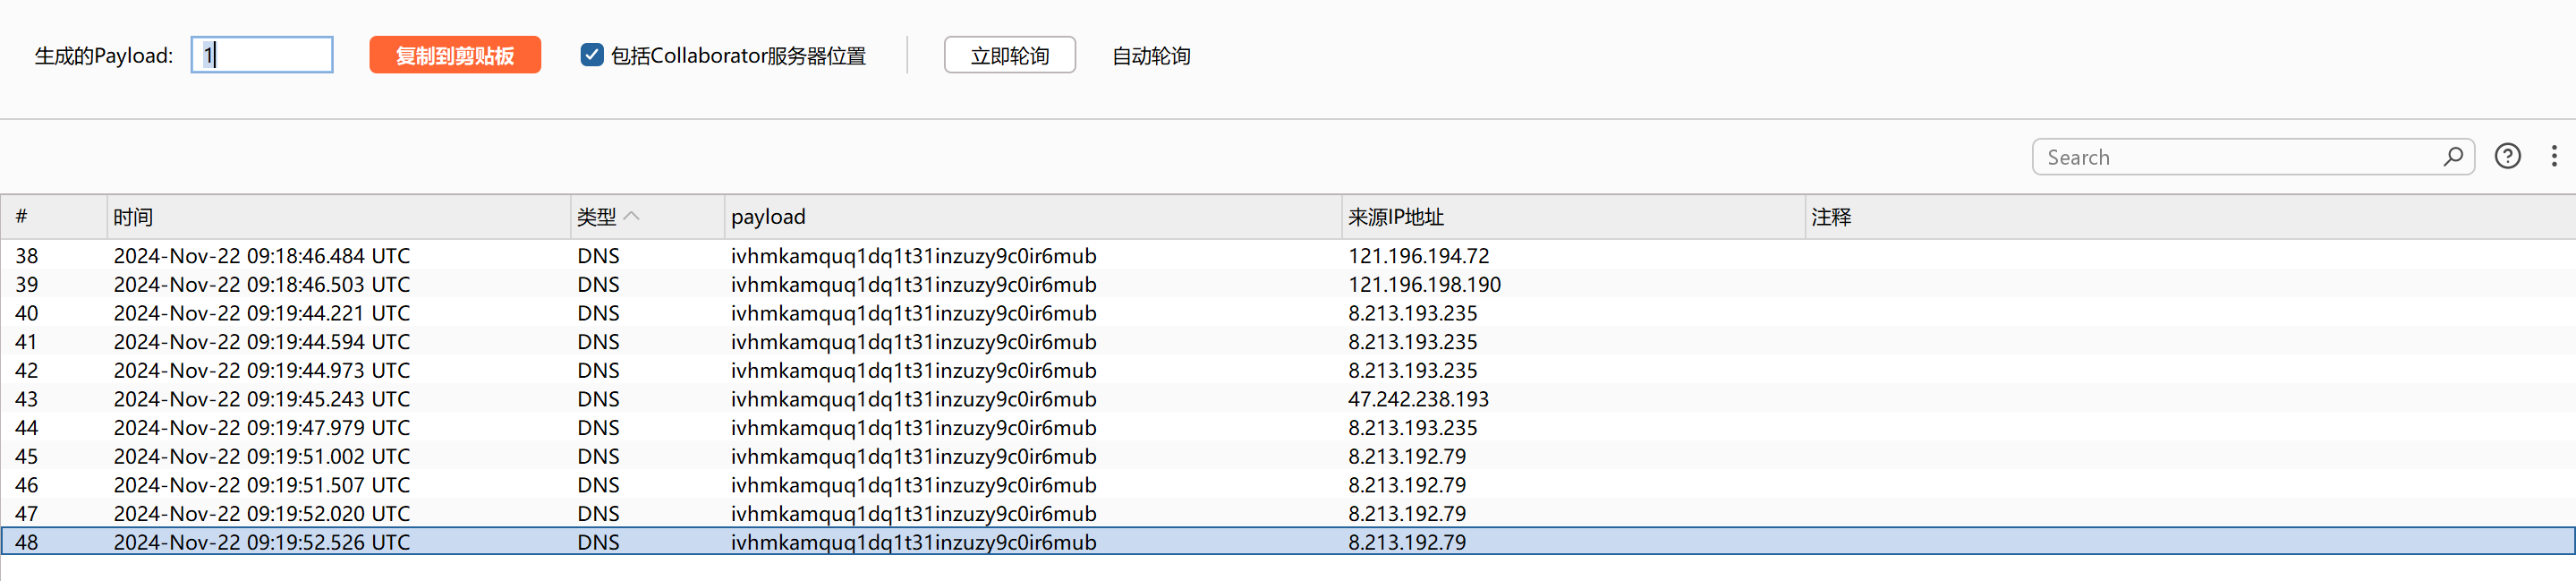 生成的Payload: 1 复制到剪贴板 包括Collaborator服务器位置 立即轮询 自动轮询
Search
# 时间 类型 payload 来源IP地址 注释
38 2024-Nov-22 09:18:46.484 UTC DNS ivhmkamquq1dq1t31inzuzy9c0ir6mub 121.196.194.72
39 2024-Nov-22 09:18:46.503 UTC DNS ivhmkamquq1dq1t31inzuzy9c0ir6mub 121.196.198.190
40 2024-Nov-22 09:19:44.221 UTC DNS ivhmkamquq1dq1t31inzuzy9c0ir6mub 8.213.193.235
41 2024-Nov-22 09:19:44.594 UTC DNS ivhmkamquq1dq1t31inzuzy9c0ir6mub 8.213.193.235
42 2024-Nov-22 09:19:44.973 UTC DNS ivhmkamquq1dq1t31inzuzy9c0ir6mub 8.213.193.235
43 2024-Nov-22 09:19:45.243 UTC DNS ivhmkamquq1dq1t31inzuzy9c0ir6mub 47.242.238.193
44 2024-Nov-22 09:19:47.979 UTC DNS ivhmkamquq1dq1t31inzuzy9c0ir6mub 8.213.193.235
45 2024-Nov-22 09:19:51.002 UTC DNS ivhmkamquq1dq1t31inzuzy9c0ir6mub 8.213.192.79
46 2024-Nov-22 09:19:51.507 UTC DNS ivhmkamquq1dq1t31inzuzy9c0ir6mub 8.213.192.79
47 2024-Nov-22 09:19:52.020 UTC DNS ivhmkamquq1dq1t31inzuzy9c0ir6mub 8.213.192.79
48 2024-Nov-22 09:19:52.526 UTC DNS ivhmkamquq1dq1t31inzuzy9c0ir6mub 8.213.192.79